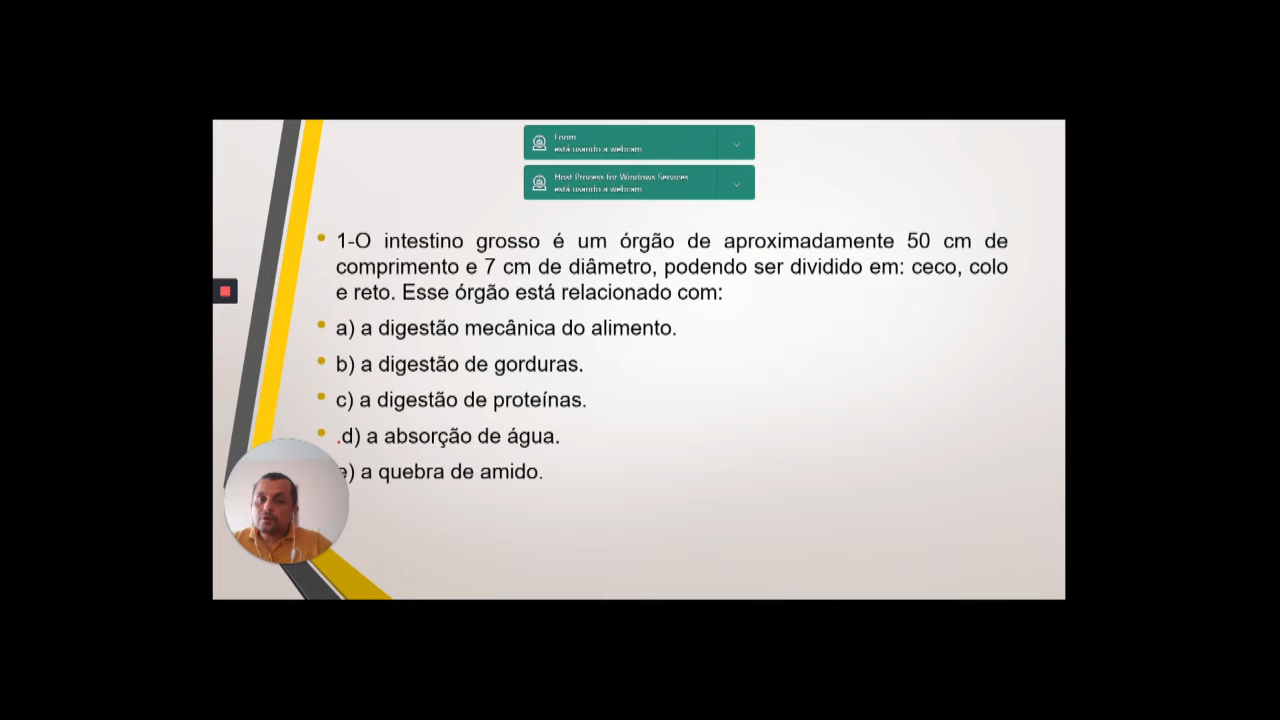 Loom
está usando a webcam
Host Process for Windows Services
está usando a webcam
1-O intestino grosso é um órgão de aproximadamente 50 cm de
comprimento e 7 cm de diâmetro, podendo ser dividido em: ceco, colo
e reto. Esse órgão está relacionado com:
a) a digestão mecânica do alimento.
b) a digestão de gorduras.
c) a digestão de proteínas.
.d) a absorção de água.
e) a quebra de amido.